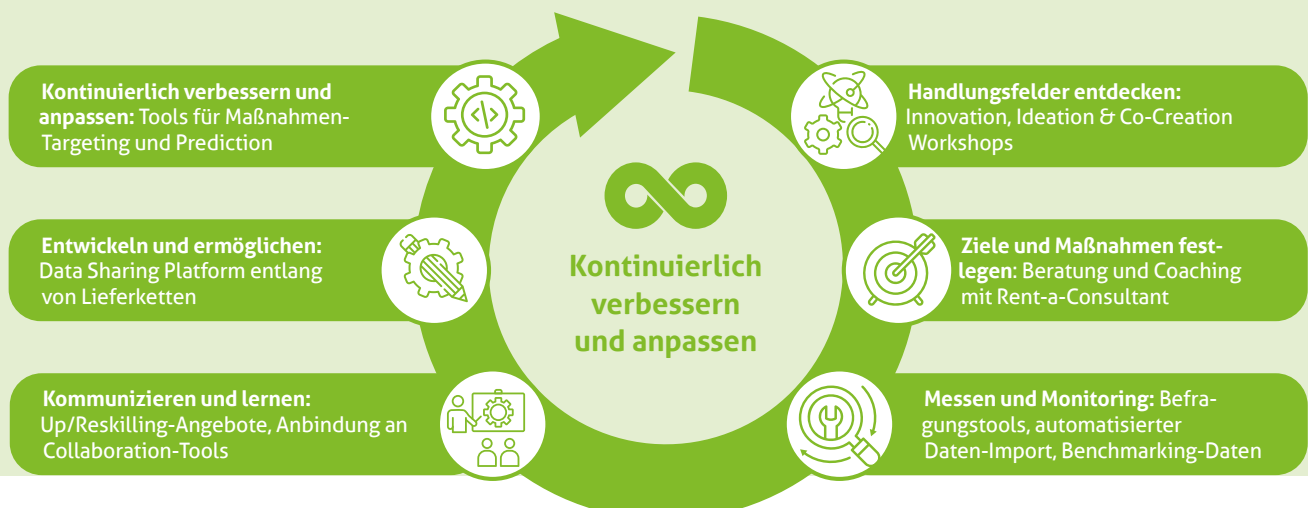 Kontinuierlich verbessern und
anpassen: Tools für Maßnahmen-
Targeting und Prediction
Handlungsfelder entdecken:
Innovation, Ideation & Co-Creation
Workshops
Entwickeln und ermöglichen:
Data Sharing Platform entlang
von Lieferketten
Kontinuierlich
verbessern
und anpassen
Ziele und Maßnahmen fest-
legen: Beratung und Coaching
mit Rent-a-Consultant
Kommunizieren und lernen:
Up/Reskilling-Angebote, Anbindung an
Collaboration-Tools
Messen und Monitoring: Befra-
gungstools, automatisierter
Daten-Import, Benchmarking-Daten